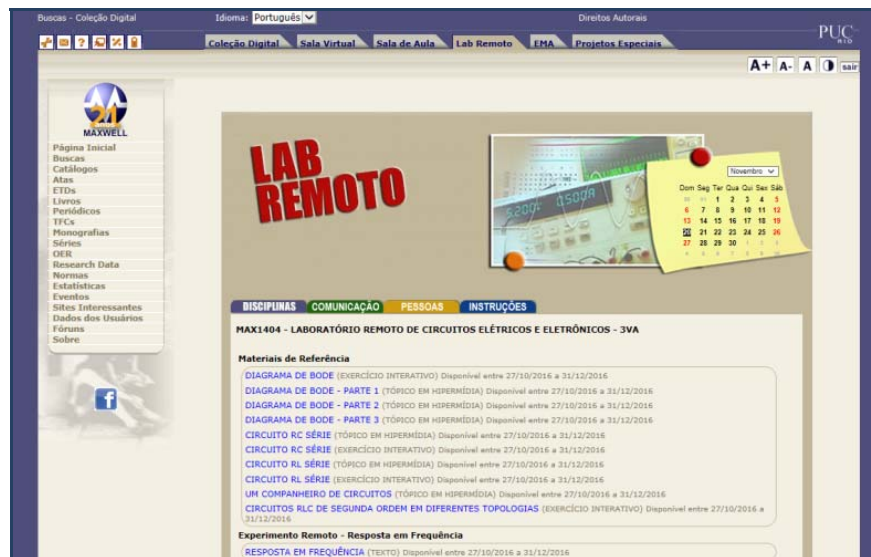 Buscas - Coleção Digital
Idioma: Português
Direitos Autorais
PUC
RIO
Coleção Digital
Sala Virtual
Sala de Aula
Lab Remoto
EMA
Projetos Especiais
A+ A- A sair
21
MAXWELL
Página Inicial
Buscas
Catálogos
Atas
ETDs
Livros
Periódicos
TFCs
Monografias
Séries
OER
Research Data
Normas
Estatísticas
Eventos
Sites Interessantes
Dados dos Usuários
Fóruns
Sobre
f
LAB
REMOTO
Novembro
Dom Seg Ter Qua Qui Sex Sáb
1 2 3 4 5
6 7 8 9 10 11 12
13 14 15 16 17 18 19
20 21 22 23 24 25 26
27 28 29 30
DISCIPLINAS
COMUNICAÇÃO
PESSOAS
INSTRUÇÕES
MAX1404 - LABORATÓRIO REMOTO DE CIRCUITOS ELÉTRICOS E ELETRÔNICOS - 3VA
Materiais de Referência
DIAGRAMA DE BODE (EXERCÍCIO INTERATIVO) Disponível entre 27/10/2016 a 31/12/2016
DIAGRAMA DE BODE - PARTE 1 (TÓPICO EM HIPERMÍDIA) Disponível entre 27/10/2016 a 31/12/2016
DIAGRAMA DE BODE - PARTE 2 (TÓPICO EM HIPERMÍDIA) Disponível entre 27/10/2016 a 31/12/2016
DIAGRAMA DE BODE - PARTE 3 (TÓPICO EM HIPERMÍDIA) Disponível entre 27/10/2016 a 31/12/2016
CIRCUITO RC SÉRIE (TÓPICO EM HIPERMÍDIA) Disponível entre 27/10/2016 a 31/12/2016
CIRCUITO RC SÉRIE (EXERCÍCIO INTERATIVO) Disponível entre 27/10/2016 a 31/12/2016
CIRCUITO RL SÉRIE (TÓPICO EM HIPERMÍDIA) Disponível entre 27/10/2016 a 31/12/2016
CIRCUITO RL SÉRIE (EXERCÍCIO INTERATIVO) Disponível entre 27/10/2016 a 31/12/2016
UM COMPANHEIRO DE CIRCUITOS (TÓPICO EM HIPERMÍDIA) Disponível entre 27/10/2016 a 31/12/2016
CIRCUITOS RLC DE SEGUNDA ORDEM EM DIFERENTES TOPOLOGIAS (EXERCÍCIO INTERATIVO) Disponível entre 27/10/2016 a
31/12/2016
Experimento Remoto - Resposta em Frequência
RESPOSTA EM FREQUÊNCIA (TEXTO) Disponível entre 27/10/2016 a 31/12/2016